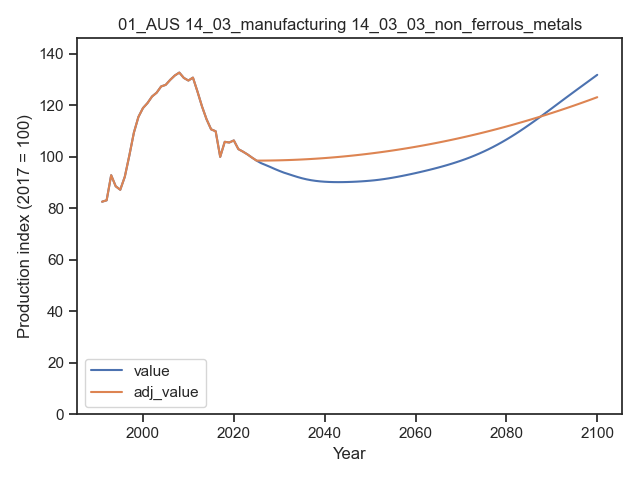 01_AUS 14_03_manufacturing 14_03_03_non_ferrous_metals
Production index (2017 = 100)
140
120
100
80
60
40
20
0
value
adj_value
2000 2020 2040 2060 2080 2100
Year